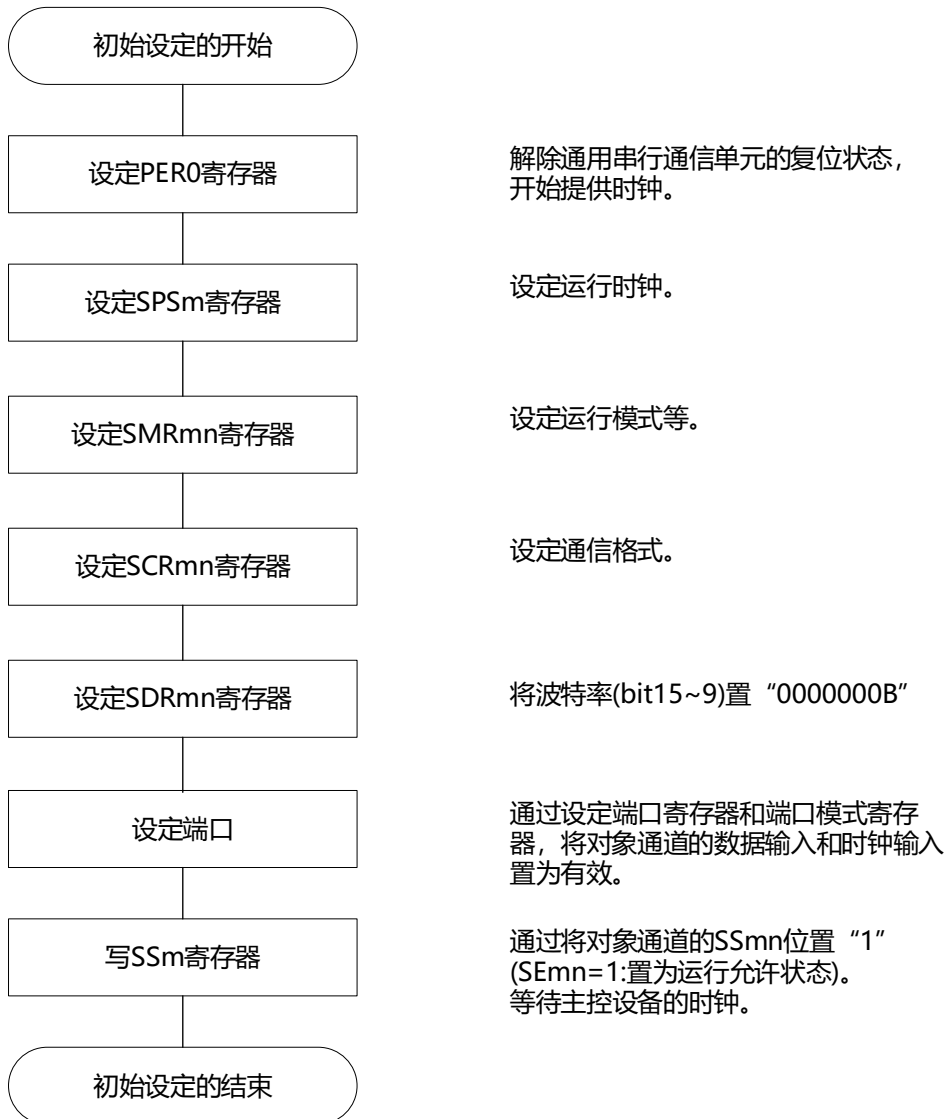 初始设定的开始
设定PER0寄存器
解除通用串行通信单元的复位状态，
开始提供时钟。
设定SPSm寄存器
设定运行时钟。
设定SMRmn寄存器
设定运行模式等。
设定SCRmn寄存器
设定通信格式。
设定SDRmn寄存器
将波特率(bit15~9)置“0000000B”
设定端口
通过设定端口寄存器和端口模式寄存
器，将对象通道的数据输入和时钟输入
置为有效。
写SSm寄存器
通过将对象通道的SSmn位置“1”
(SEmn=1:置为运行允许状态)。
等待主控设备的时钟。
初始设定的结束